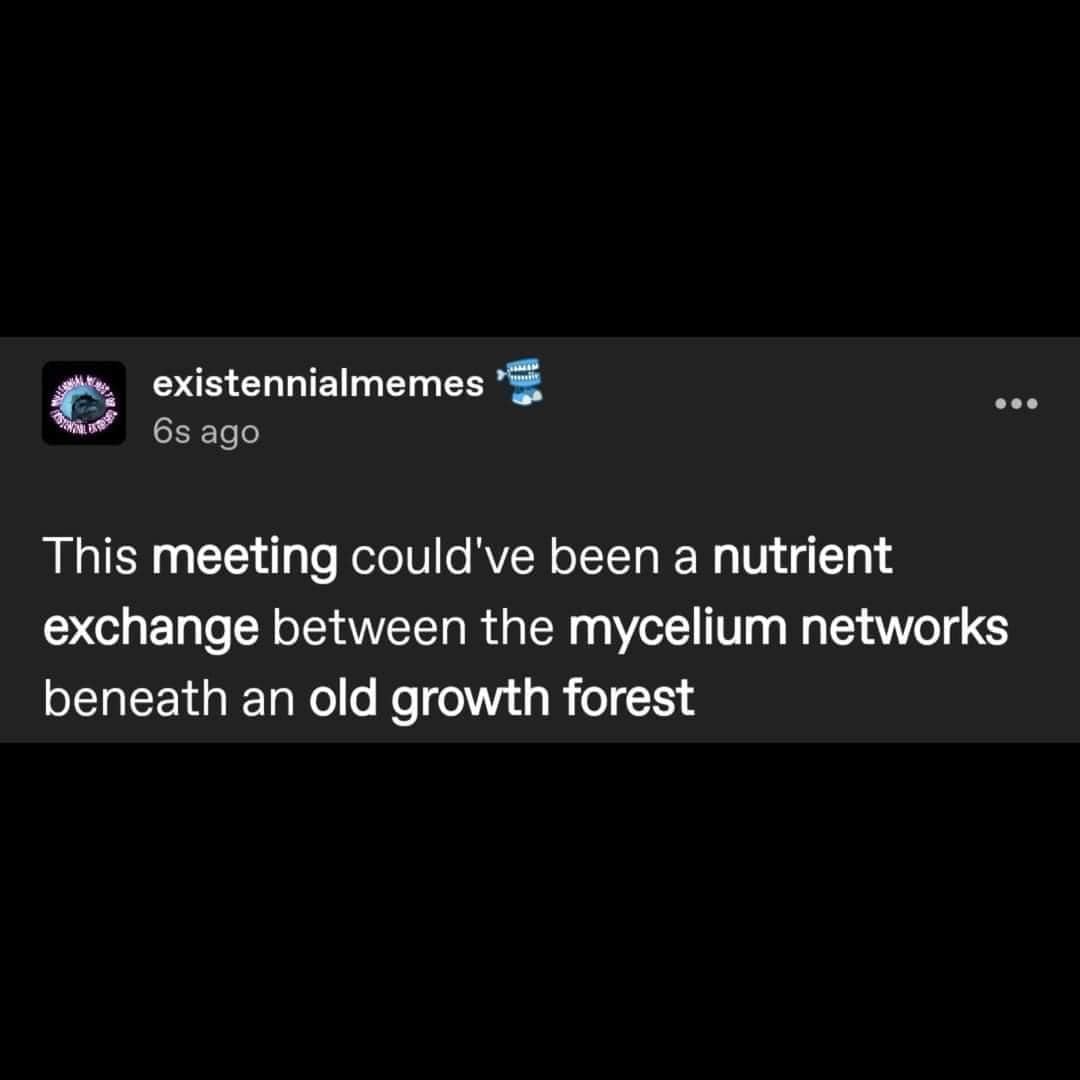 existennialmemes
6s ago
This meeting could've been a nutrient
exchange between the mycelium networks
beneath an old growth forest